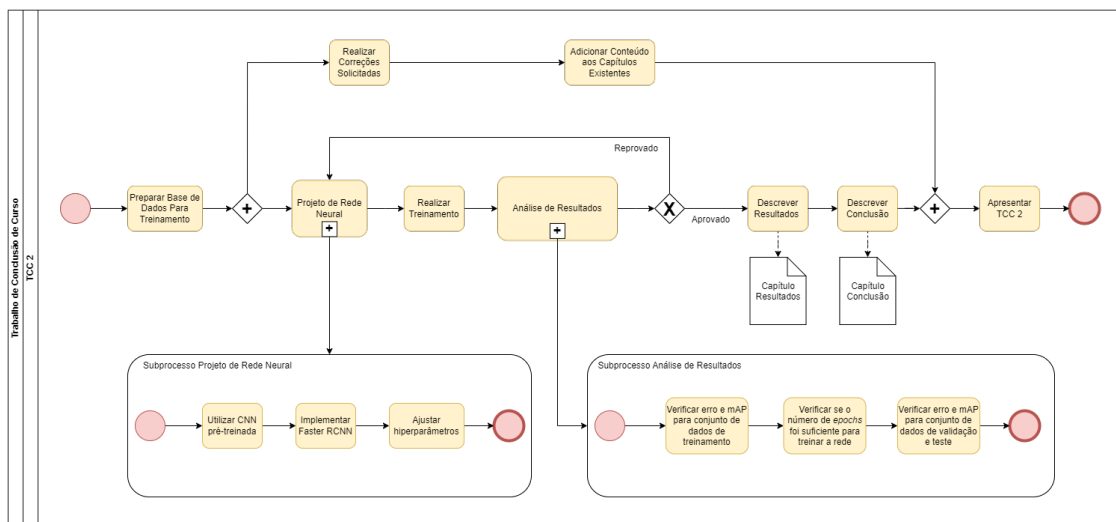 Trabalho de Conclusão de Curso
TCC 2
Realizar
Correções
Solicitadas
Adicionar Conteúdo
aos Capítulos
Existentes
Reprovado
Preparar Base de
Dados Para
Treinamento
Projeto de Rede
Neural
Realizar
Treinamento
Análise de Resultados
X
Aprovado
Descrever
Resultados
Descrever
Conclusão
Apresentar
TCC 2
Capítulo
Resultados
Capítulo
Conclusão
Subprocesso Projeto de Rede Neural
Utilizar CNN
pré-treinada
Implementar
Faster RCNN
Ajustar
hiperparâmetros
Subprocesso Análise de Resultados
Verificar erro e mAP
para conjunto de
dados de
treinamento
Verificar se o
número de epochs
foi suficiente para
treinar a rede
Verificar erro e mAP
para conjunto de
dados de validação
e teste